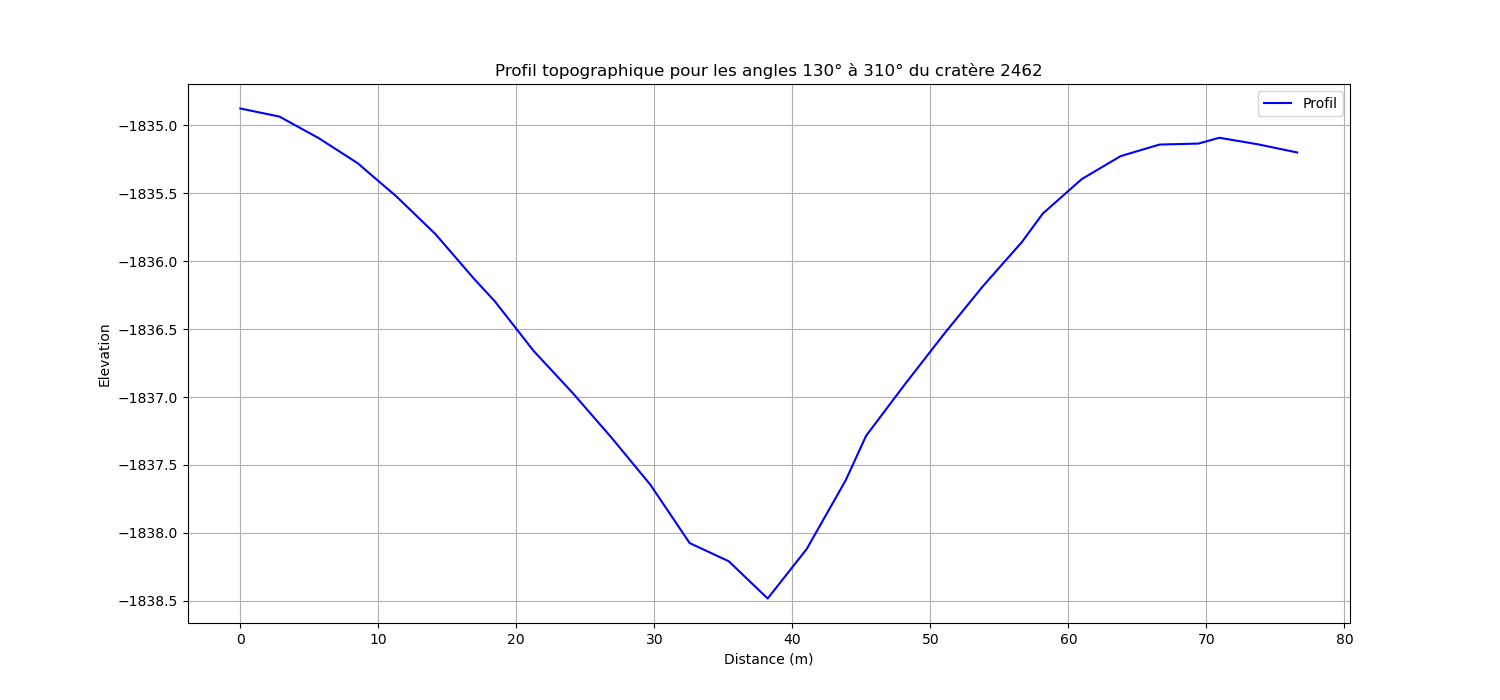 Profil topographique pour les angles 130° à 310° du cratère 2462
Profil
−1835.0
−1835.5
−1836.0
−1836.5
−1837.0
−1837.5
−1838.0
−1838.5
Elevation
0 10 20 30 40 50 60 70 80
Distance (m)